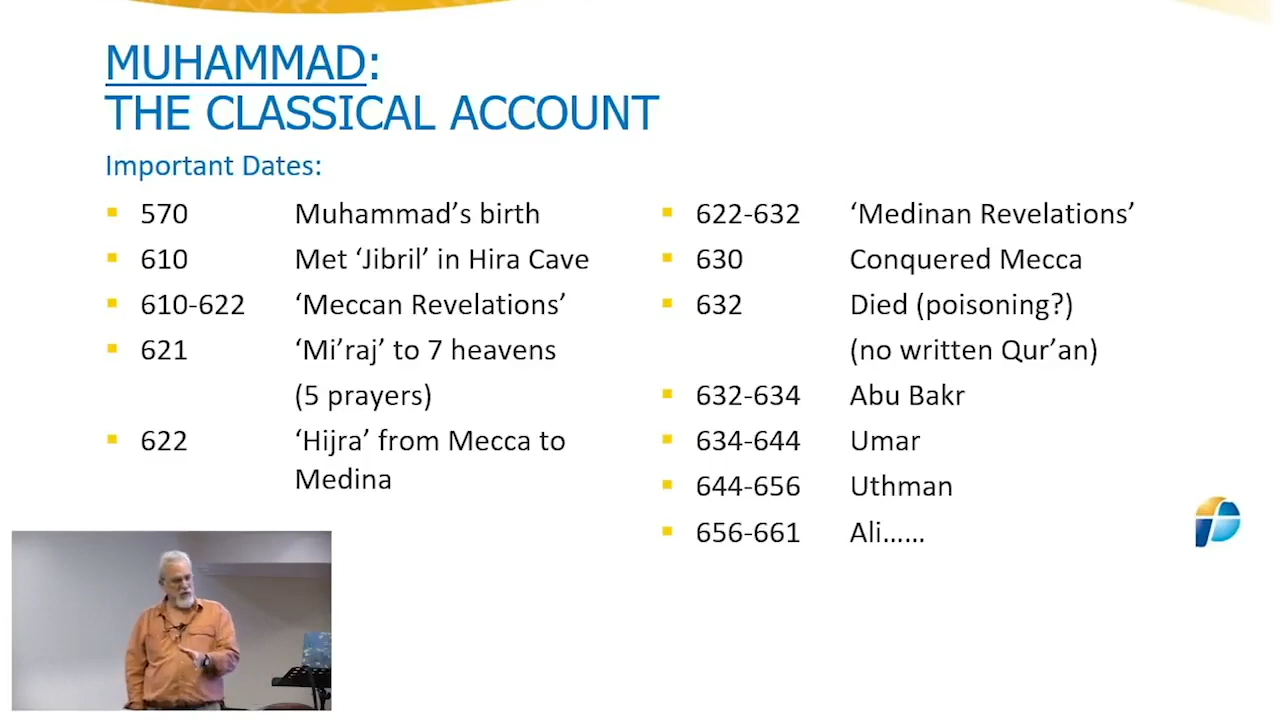 MUHAMMAD:
THE CLASSICAL ACCOUNT
Important Dates:
570 Muhammad’s birth
610 Met ‘Jibril’ in Hira Cave
610-622 ‘Meccan Revelations’
621 ‘Mi’raj’ to 7 heavens
(5 prayers)
622 ‘Hijra’ from Mecca to
Medina
622-632 ‘Medinan Revelations’
630 Conquered Mecca
632 Died (poisoning?)
(no written Qur’an)
632-634 Abu Bakr
634-644 Umar
644-656 Uthman
656-661 Ali……